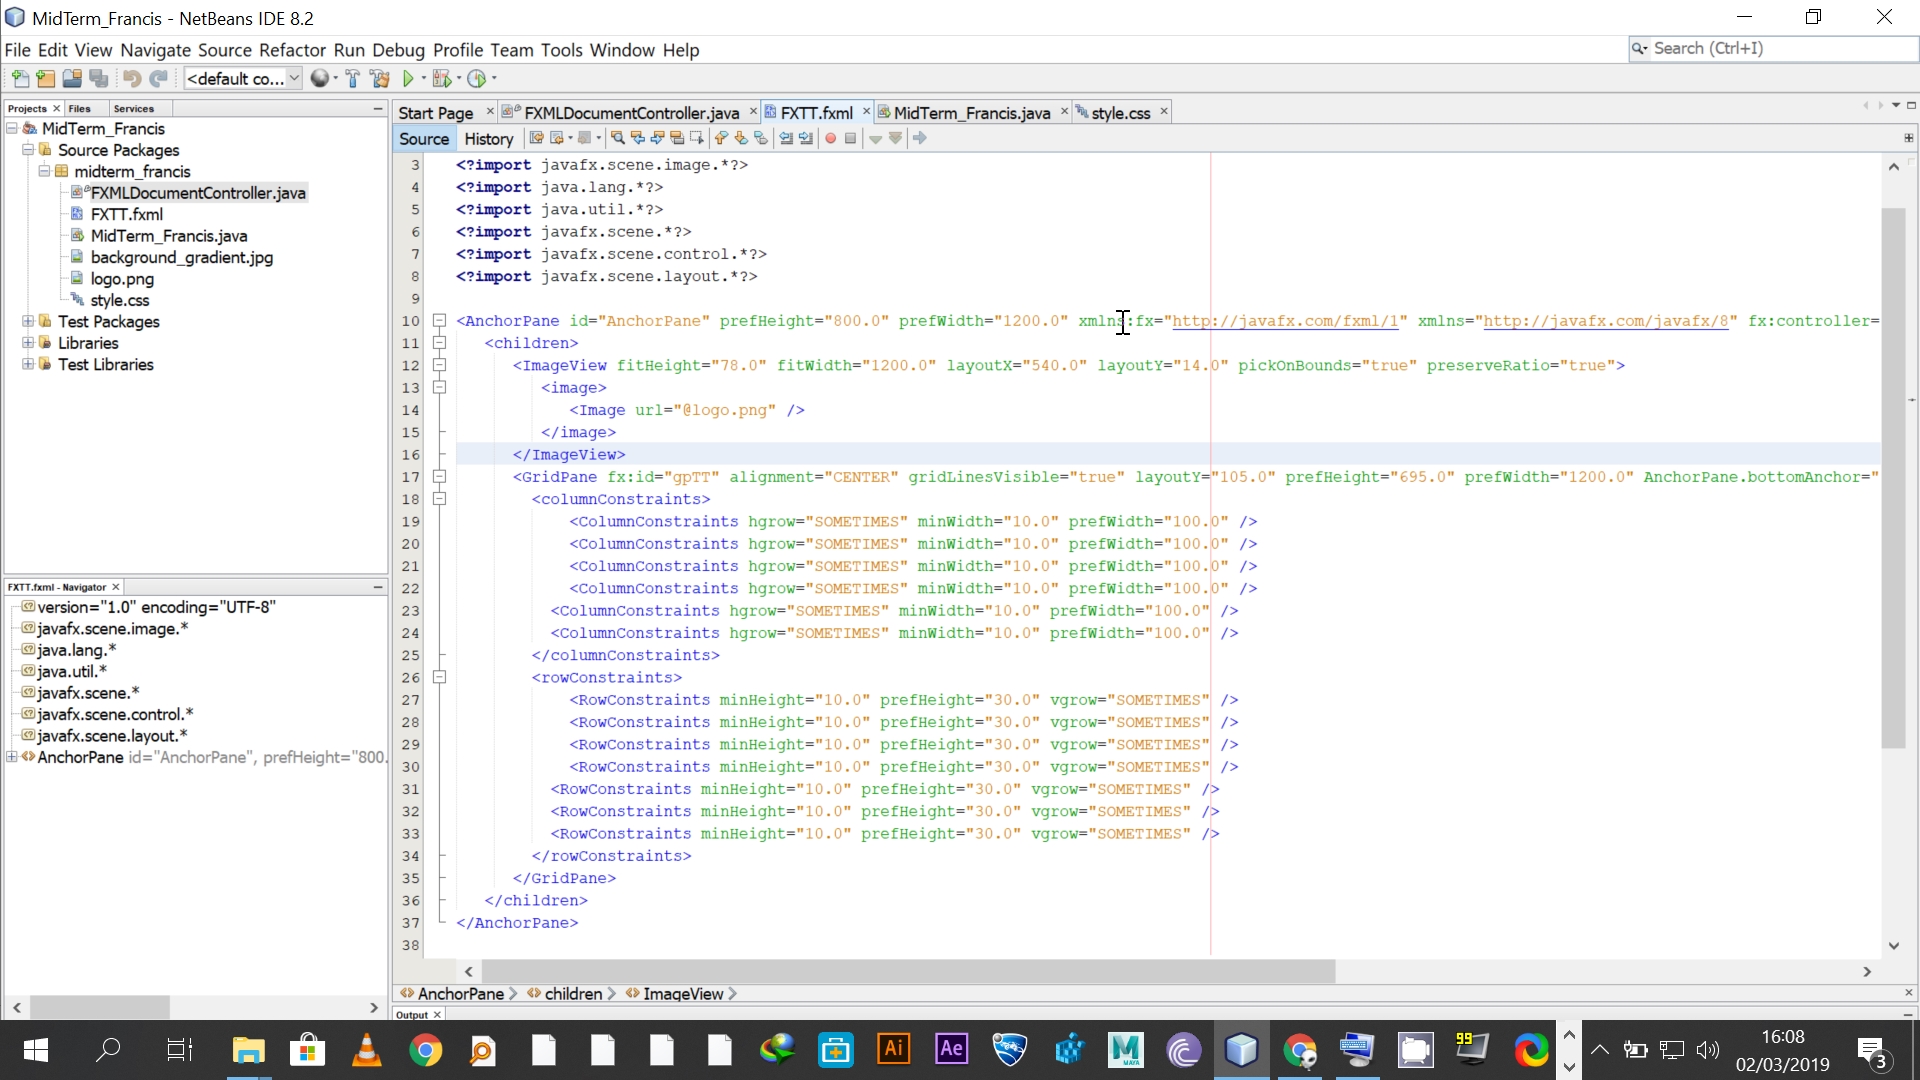 MidTerm_Francis - NetBeans IDE 8.2
File Edit View Navigate Source Refactor Run Debug Profile Team Tools Window Help
Search (Ctrl+I)
<default co...
Projects Files Services
MidTerm_Francis
Source Packages
midterm_francis
FXMLDocumentController.java
FXTT.fxml
MidTerm_Francis.java
background_gradient.jpg
logo.png
style.css
Test Packages
Libraries
Test Libraries
FXTT.fxml - Navigator
version="1.0" encoding="UTF-8"
javafx.scene.image.*
java.lang.*
java.util.*
javafx.scene.*
javafx.scene.control.*
javafx.scene.layout.*
AnchorPane id="AnchorPane", prefHeight="800.
Start Page FXMLDocumentController.java FXTT.fxml MidTerm_Francis.java style.css
Source History
3 <?import javafx.scene.image.*?>
4 <?import java.lang.*?>
5 <?import java.util.*?>
6 <?import javafx.scene.*?>
7 <?import javafx.scene.control.*?>
8 <?import javafx.scene.layout.*?>
9
10 <AnchorPane id="AnchorPane" prefHeight="800.0" prefWidth="1200.0" xmlns:fx="http://javafx.com/fxml/1" xmlns="http://javafx.com/javafx/8" fx:controller=
11 <children>
12 <ImageView fitHeight="78.0" fitWidth="1200.0" layoutX="540.0" layoutY="14.0" pickOnBounds="true" preserveRatio="true">
13 <image>
14 <Image url="@logo.png" />
15 </image>
16 </ImageView>
17 <GridPane fx:id="gpTT" alignment="CENTER" gridLinesVisible="true" layoutY="105.0" prefHeight="695.0" prefWidth="1200.0" AnchorPane.bottomAnchor="
18 <columnConstraints>
19 <ColumnConstraints hgrow="SOMETIMES" minWidth="10.0" prefWidth="100.0" />
20 <ColumnConstraints hgrow="SOMETIMES" minWidth="10.0" prefWidth="100.0" />
21 <ColumnConstraints hgrow="SOMETIMES" minWidth="10.0" prefWidth="100.0" />
22 <ColumnConstraints hgrow="SOMETIMES" minWidth="10.0" prefWidth="100.0" />
23 <ColumnConstraints hgrow="SOMETIMES" minWidth="10.0" prefWidth="100.0" />
24 <ColumnConstraints hgrow="SOMETIMES" minWidth="10.0" prefWidth="100.0" />
25 </columnConstraints>
26 <rowConstraints>
27 <RowConstraints minHeight="10.0" prefHeight="30.0" vgrow="SOMETIMES" />
28 <RowConstraints minHeight="10.0" prefHeight="30.0" vgrow="SOMETIMES" />
29 <RowConstraints minHeight="10.0" prefHeight="30.0" vgrow="SOMETIMES" />
30 <RowConstraints minHeight="10.0" prefHeight="30.0" vgrow="SOMETIMES" />
31 <RowConstraints minHeight="10.0" prefHeight="30.0" vgrow="SOMETIMES" />
32 <RowConstraints minHeight="10.0" prefHeight="30.0" vgrow="SOMETIMES" />
33 <RowConstraints minHeight="10.0" prefHeight="30.0" vgrow="SOMETIMES" />
34 </rowConstraints>
35 </GridPane>
36 </children>
37 </AnchorPane>
38
AnchorPane children ImageView
Output
Ai Ae MAYA 99
16:08
02/03/2019
3